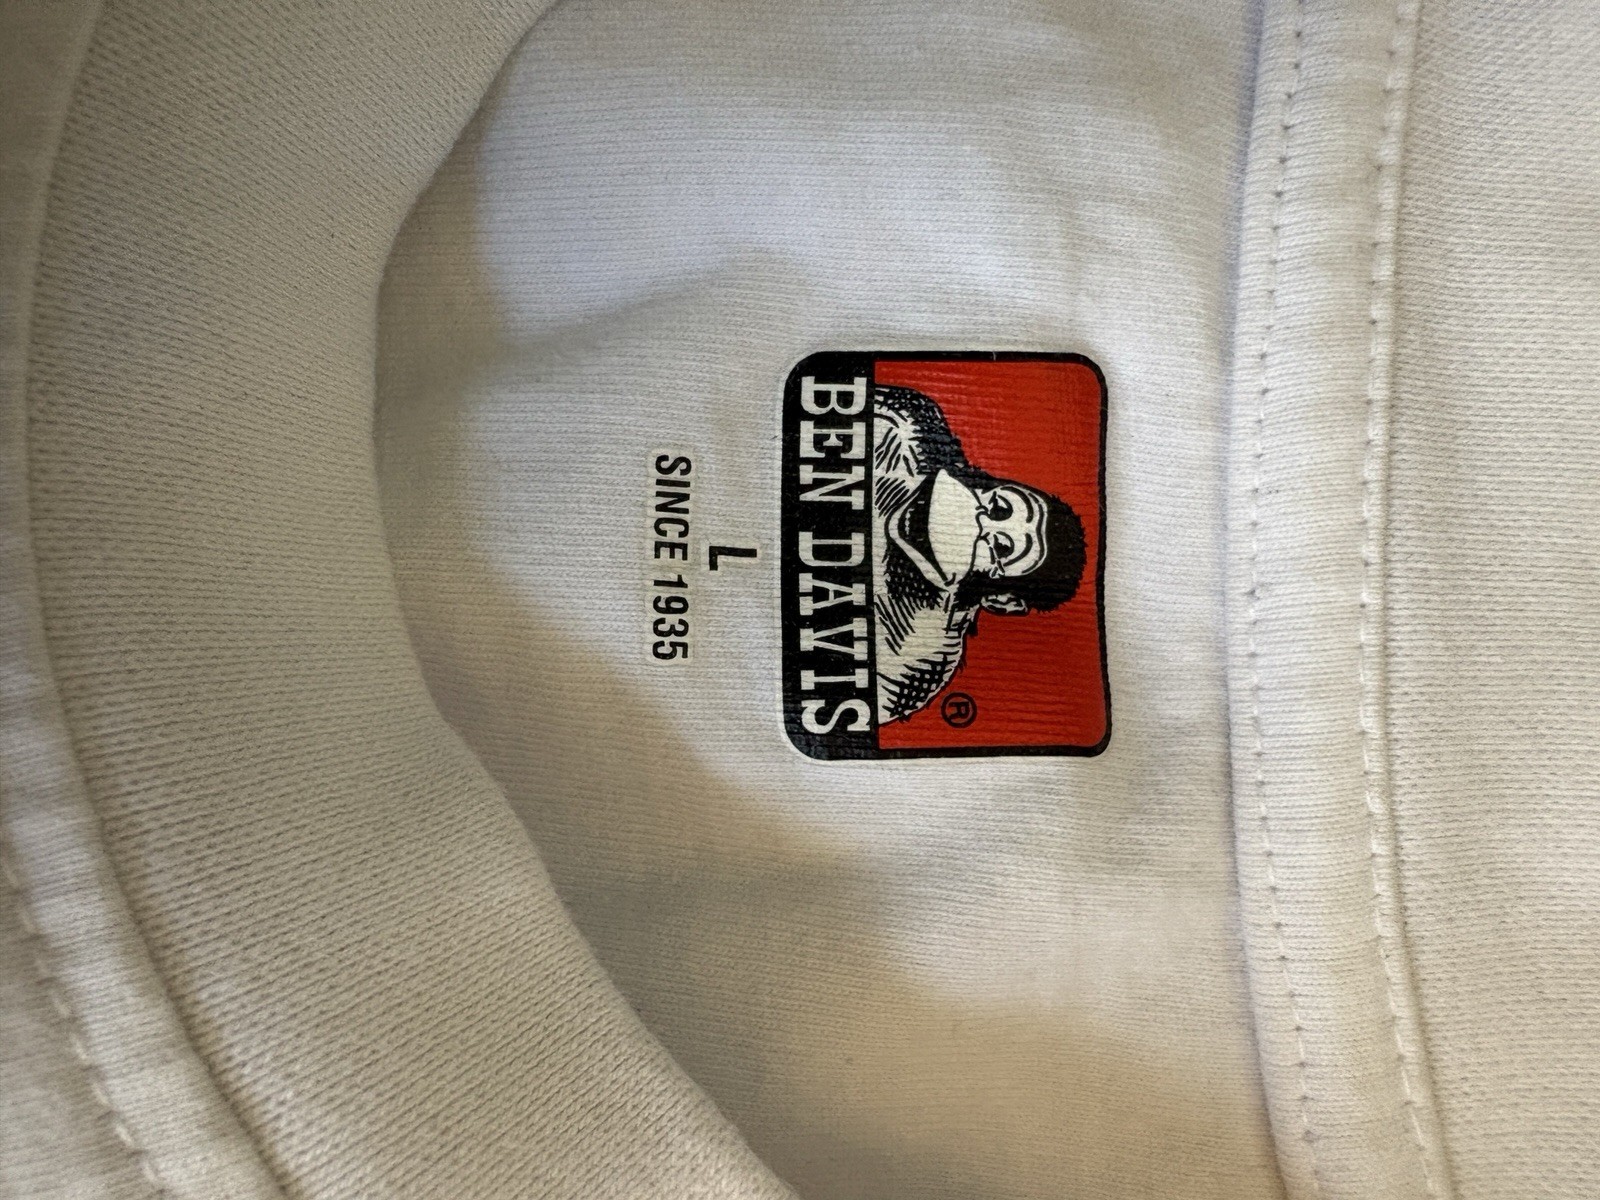 ®
BEN DAVIS
L
SINCE 1935